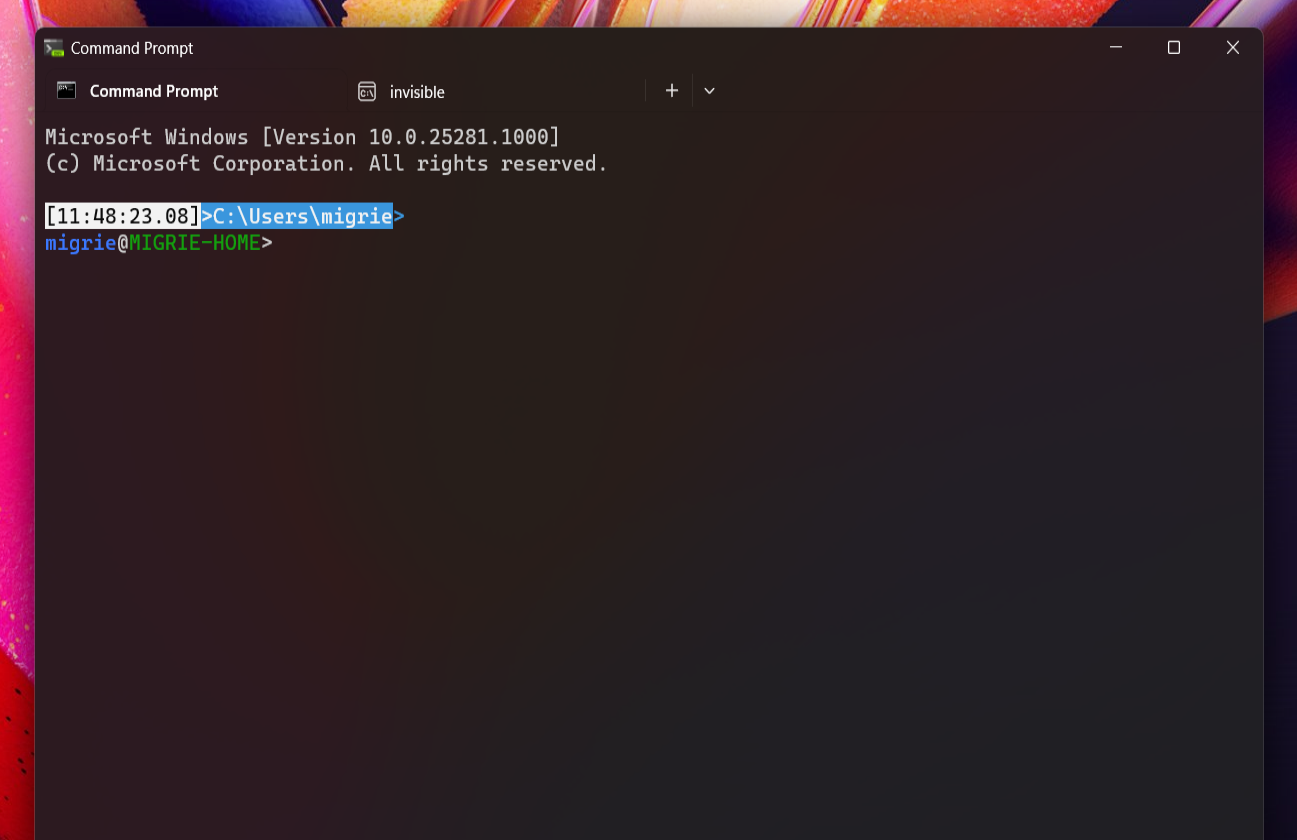 Command Prompt
Command Prompt
invisible
Microsoft Windows [Version 10.0.25281.1000]
(c) Microsoft Corporation. All rights reserved.
[11:48:23.08]>C:\Users\migrie>
migrie@MIGRIE-HOME>